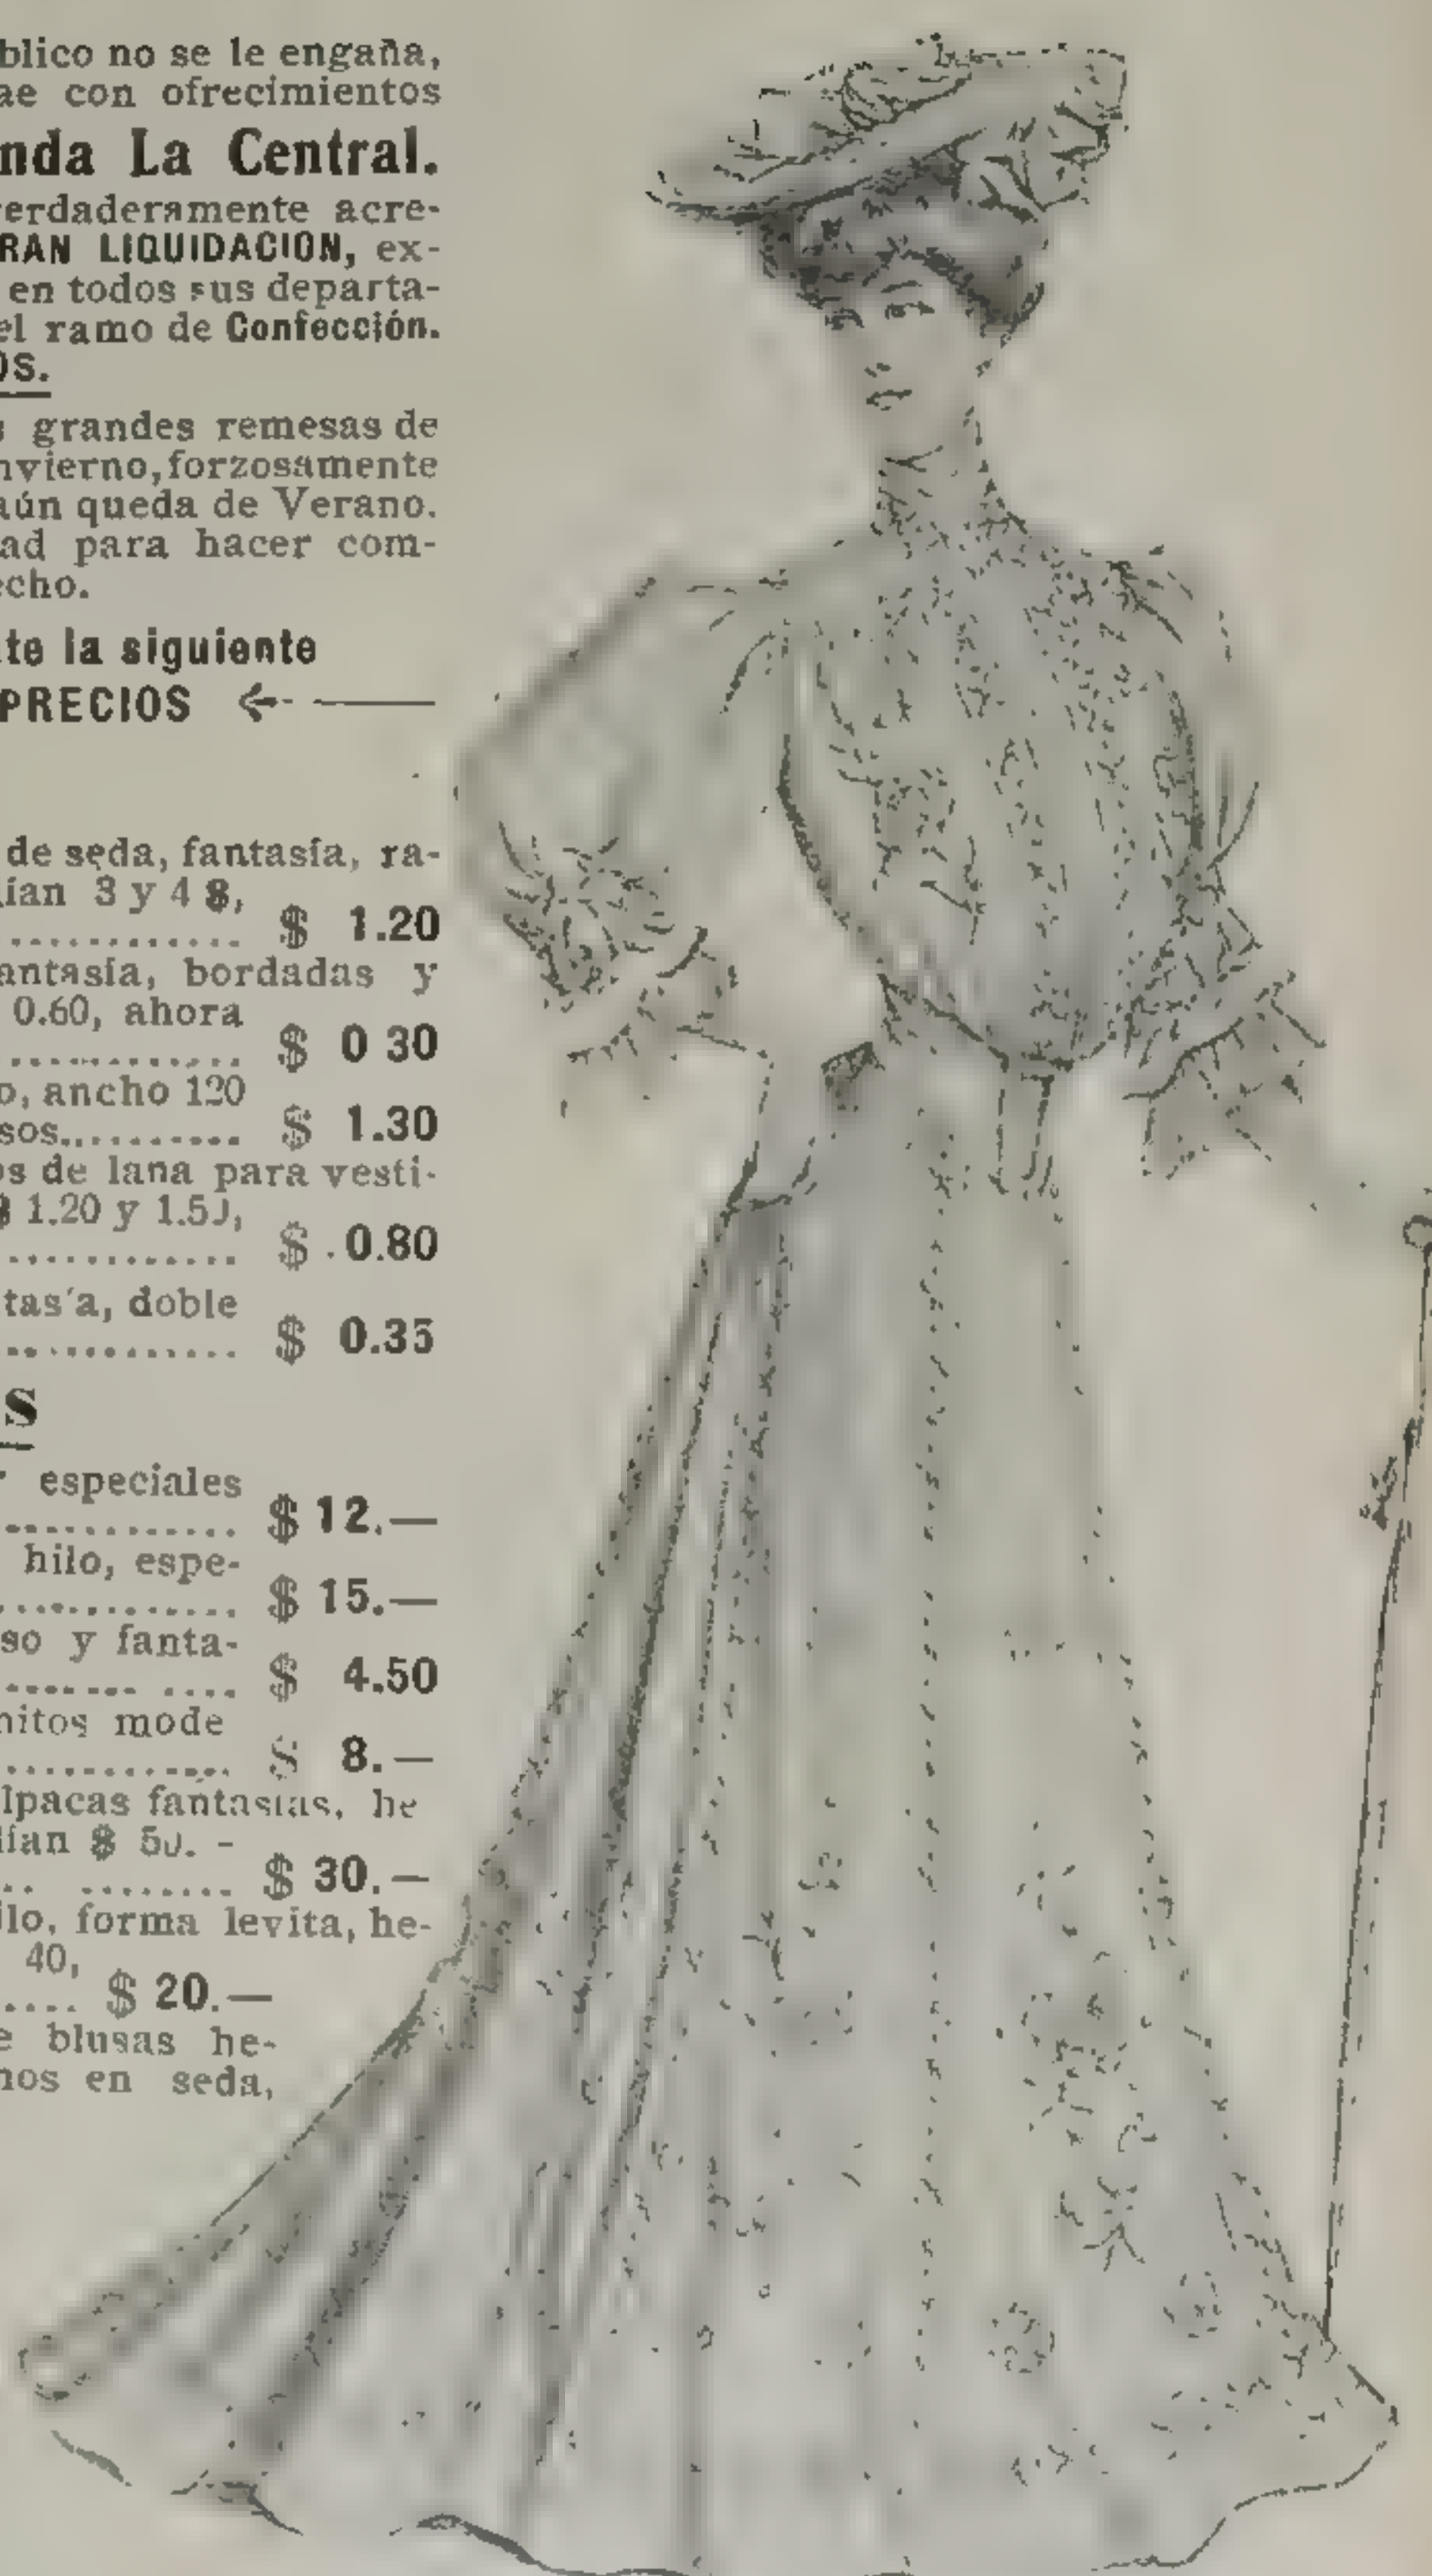 blico no se le engaña,
ae con ofrecimientos
nda La Central.
verdaderamente acre-
RAN LIQUIDACION, ex-
en todos sus departa-
el ramo de Confección.
OS.
s grandes remesas de
nvierno, forzosamente
aún queda de Verano.
ad para hacer com-
echo.
te la siguiente
PRECIOS
de seda, fantasía, ra-
ían 3 y 4 $,
............. $ 1.20
antasía, bordadas y
0.60, ahora
............. $ 0 30
o, ancho 120
sos........... $ 1.30
os de lana para vesti-
$ 1.20 y 1.50,
............. $ 0.80
tas'a, doble
............. $ 0.35
S
especiales
............. $ 12.—
hilo, espe-
............. $ 15.—
so y fanta-
............. $ 4.50
nitos mode
............. $ 8.—
lpacas fantasías, he
ían $ 50. -
............. $ 30.—
ilo, forma levita, he-
40,
.... $ 20.—
e blusas he-
nos en seda,